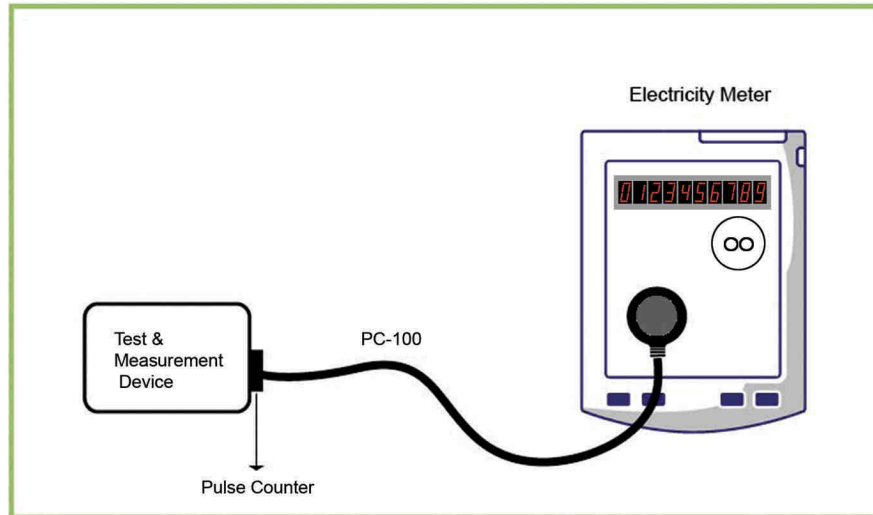 Electricity Meter
0123456789
PC-100
Test &
Measurement
Device
Pulse Counter